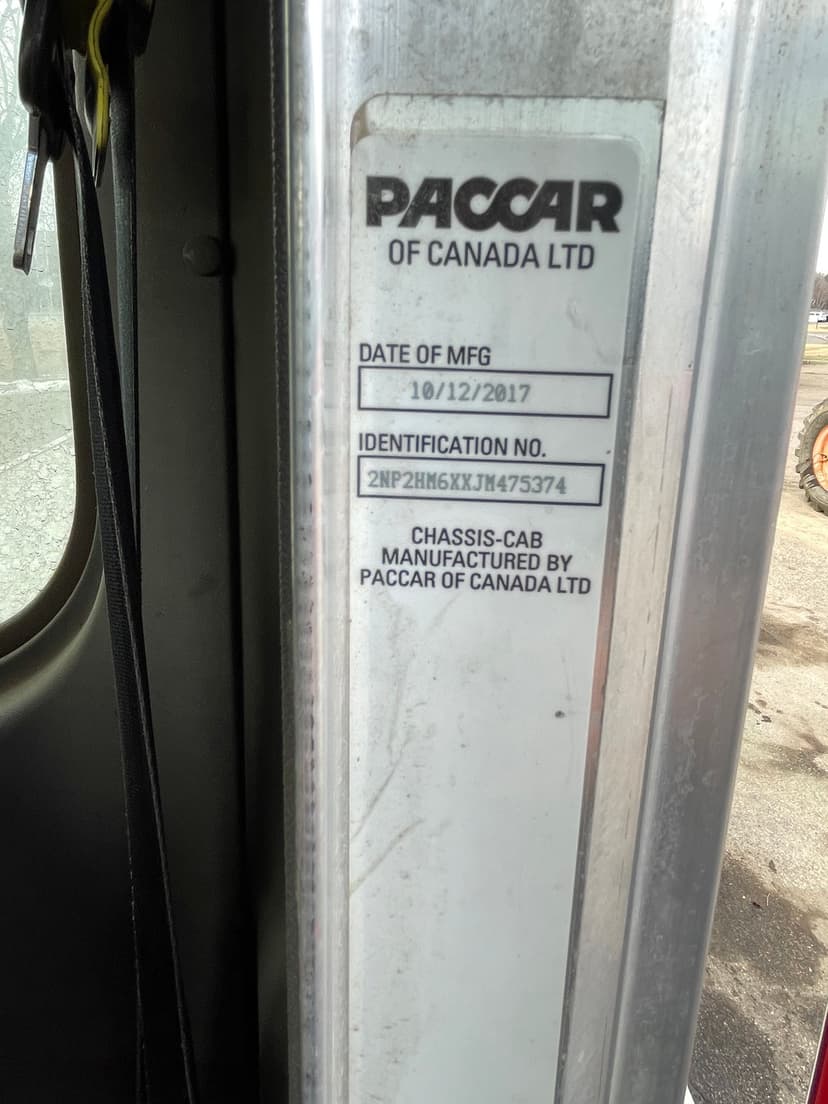 PACCAR
OF CANADA LTD
DATE OF MFG
10/12/2017
IDENTIFICATION NO.
2NP2HM6XXJM475374
CHASSIS-CAB
MANUFACTURED BY
PACCAR OF CANADA LTD